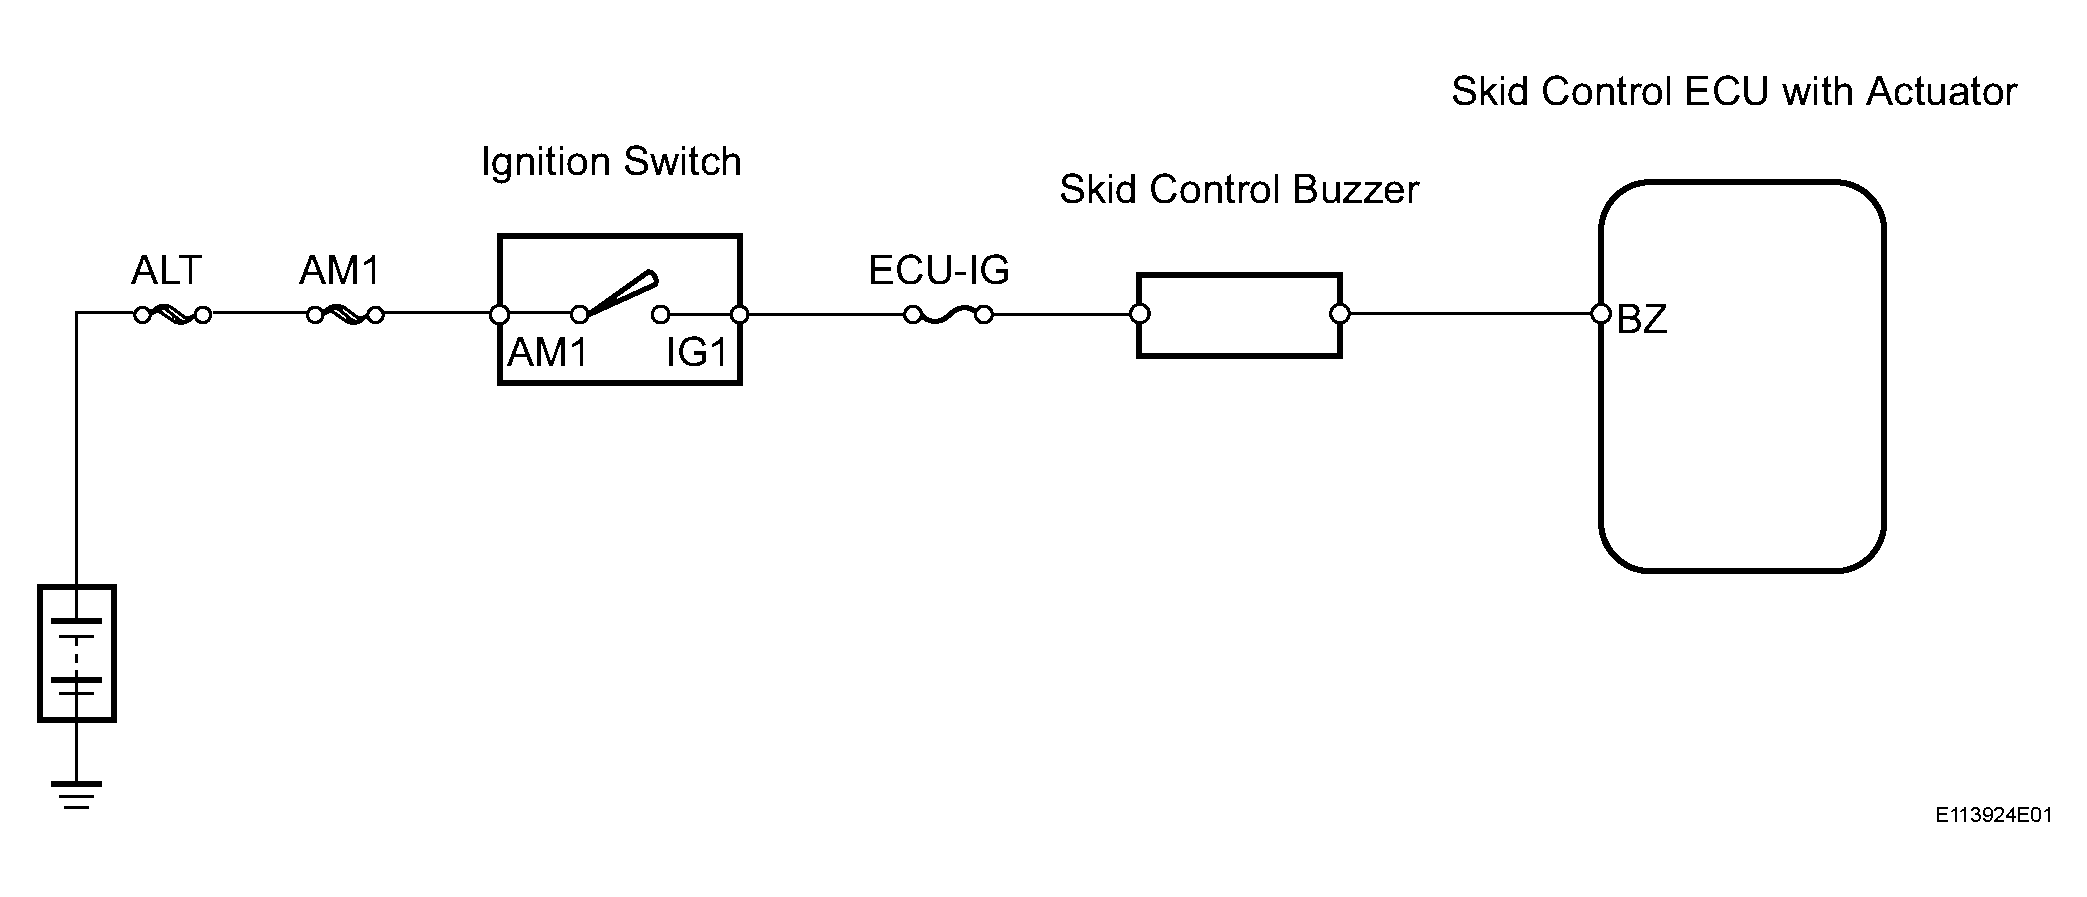 Skid Control ECU with Actuator
Ignition Switch
Skid Control Buzzer
ALT
AM1
ECU-IG
AM1
IG1
BZ
E113924E01